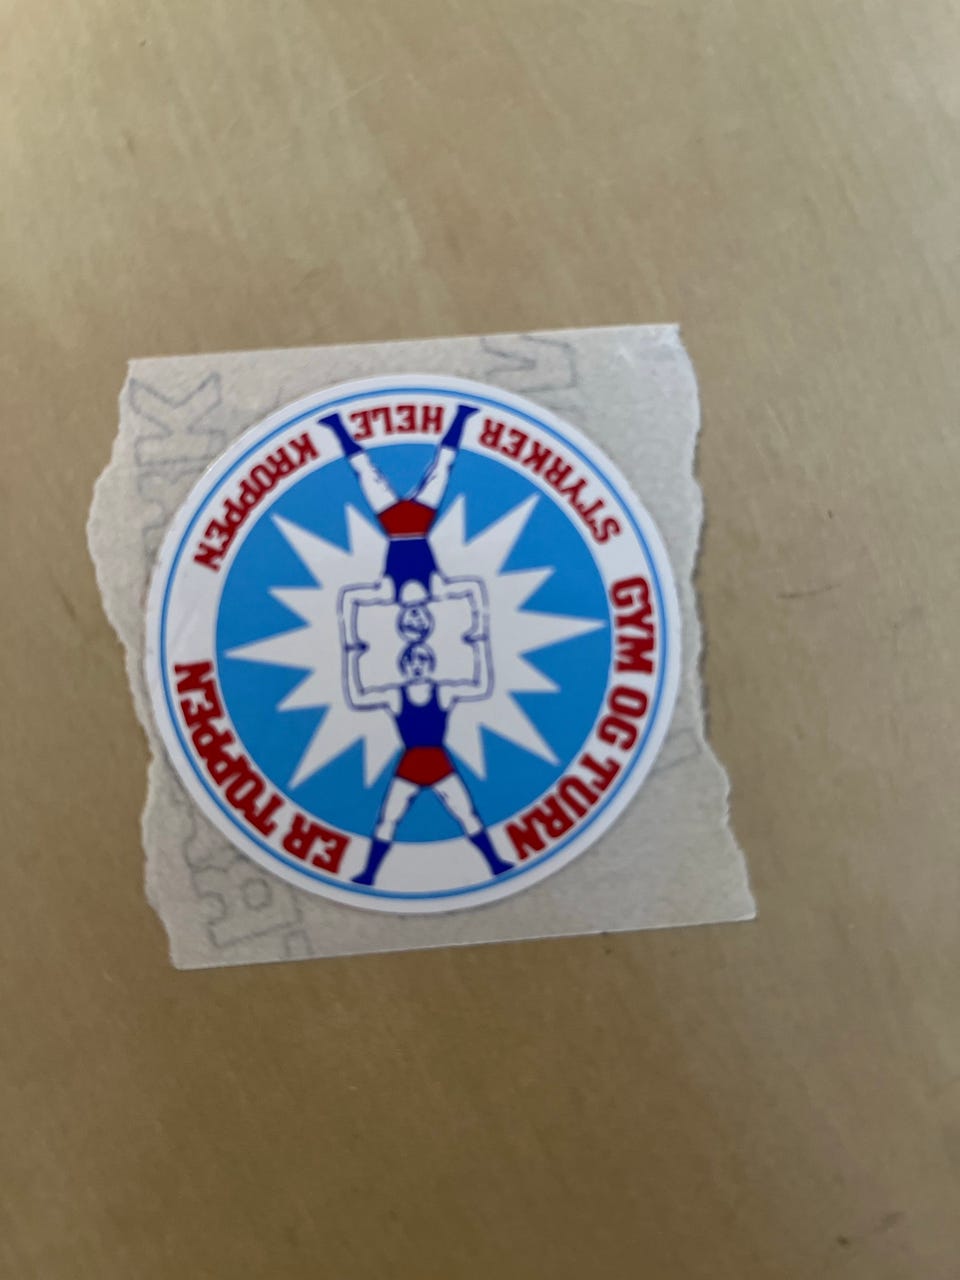 GYM OG TURN ER TOPPEN
STYRKER HELE KROPPEN